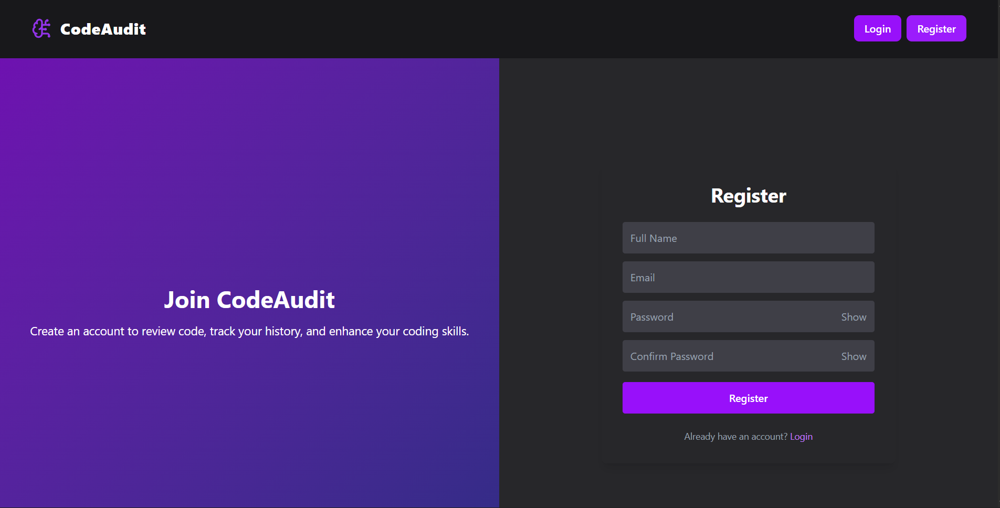 CodeAudit
Login
Register
Join CodeAudit
Create an account to review code, track your history, and enhance your coding skills.
Register
Full Name
Email
Password Show
Confirm Password Show
Register
Already have an account? Login